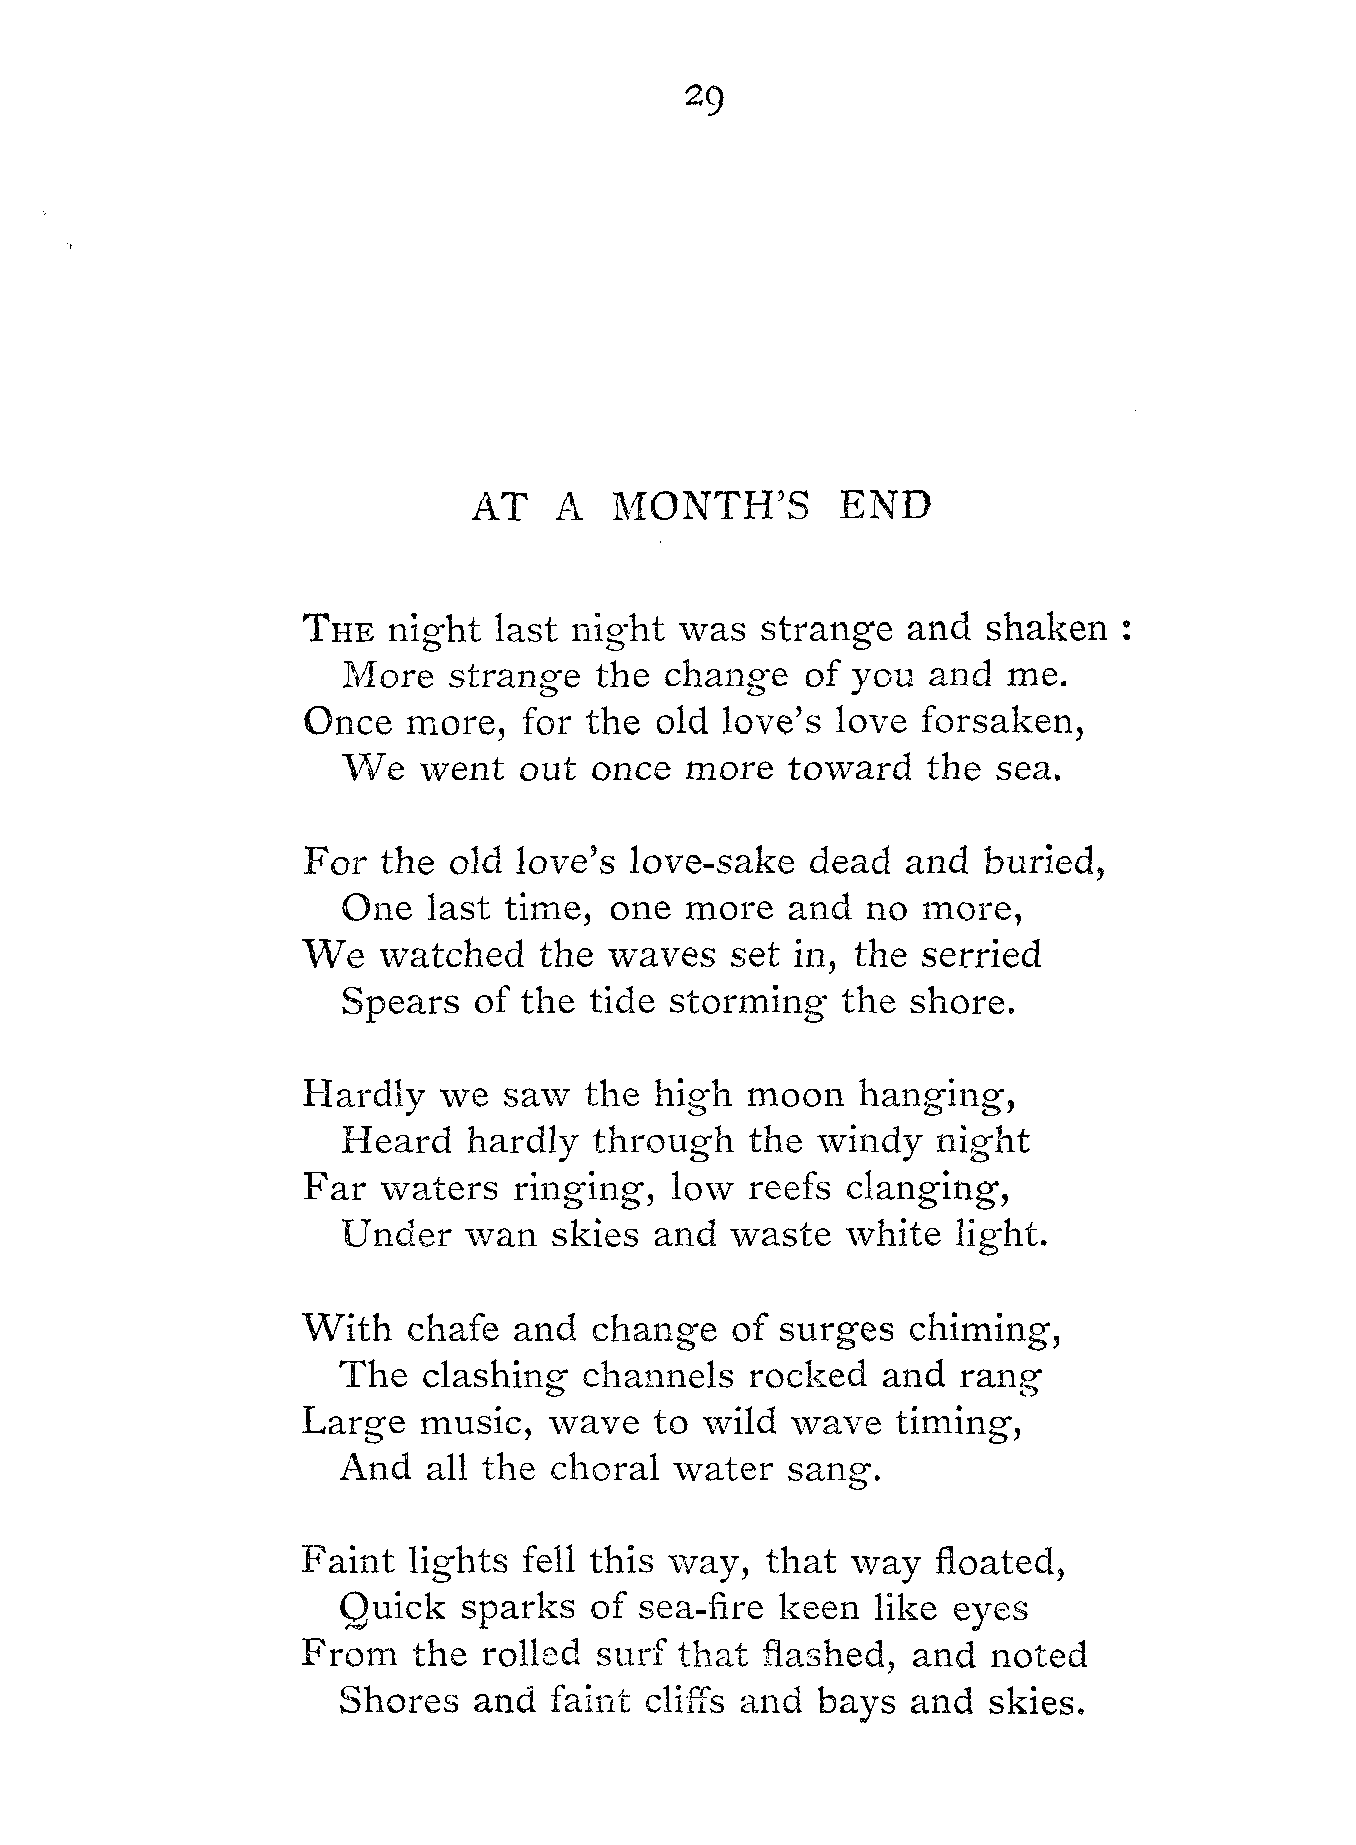 29
AT A MONTH'S END
THE night last night was strange and shaken :
More strange the change of you and me.
Once more, for the old love's love forsaken,
We went out once more toward the sea.
For the old love's love-sake dead and buried,
One last time, one more and no more,
We watched the waves set in, the serried
Spears of the tide storming the shore.
Hardly we saw the high moon hanging,
Heard hardly through the windy night
Far waters ringing, low reefs clanging,
Under wan skies and waste white light.
With chafe and change of surges chiming,
The clashing channels rocked and rang
Large music, wave to wild wave timing,
And all the choral water sang.
Faint lights fell this way, that way floated,
Quick sparks of sea-fire keen like eyes
From the rolled surf that flashed, and noted
Shores and faint cliffs and bays and skies.